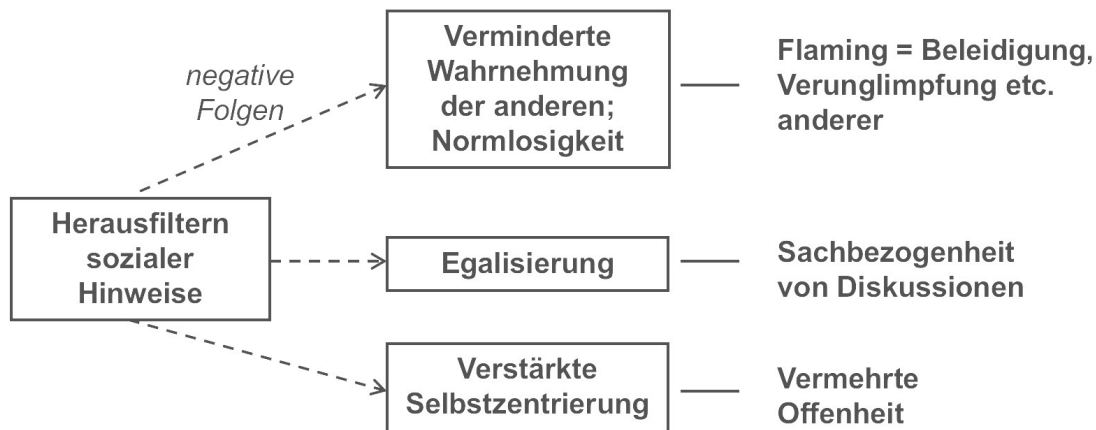 negative
Folgen
Verminderte
Wahrnehmung
der anderen;
Normlosigkeit
Flaming = Beleidigung,
Verunglimpfung etc.
anderer
Herausfiltern
sozialer
Hinweise
Egalisierung
Sachbezogenheit
von Diskussionen
Verstärkte
Selbstzentrierung
Vermehrte
Offenheit